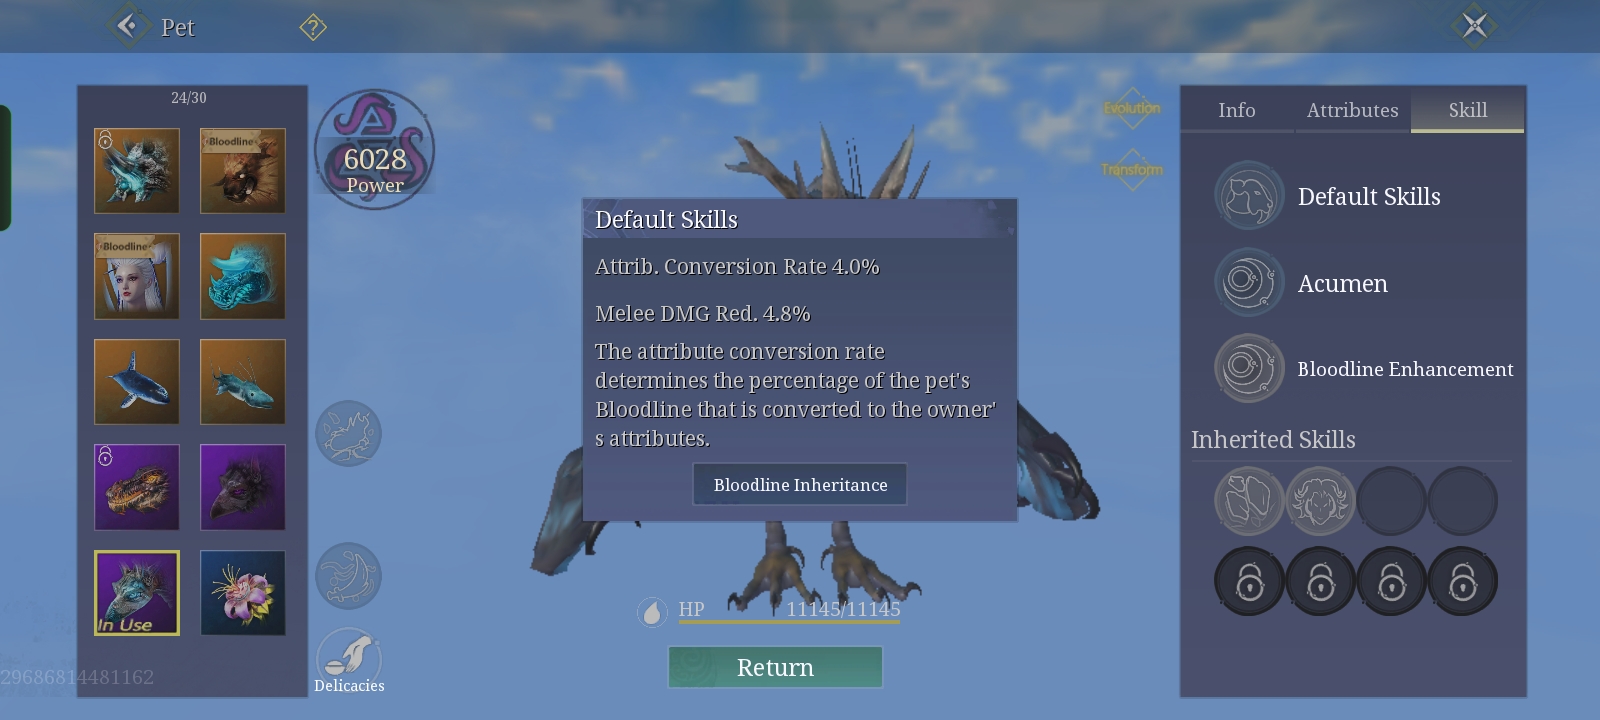 Pet
?
24/30
Bloodline
Bloodline
In Use
6028
Power
Delicacies
29686814481162
Evolution
Transform
Default Skills
Attrib. Conversion Rate 4.0%
Melee DMG Red. 4.8%
The attribute conversion rate
determines the percentage of the pet's
Bloodline that is converted to the owner'
s attributes.
Bloodline Inheritance
HP 11145/11145
Return
Info Attributes Skill
Default Skills
Acumen
Bloodline Enhancement
Inherited Skills